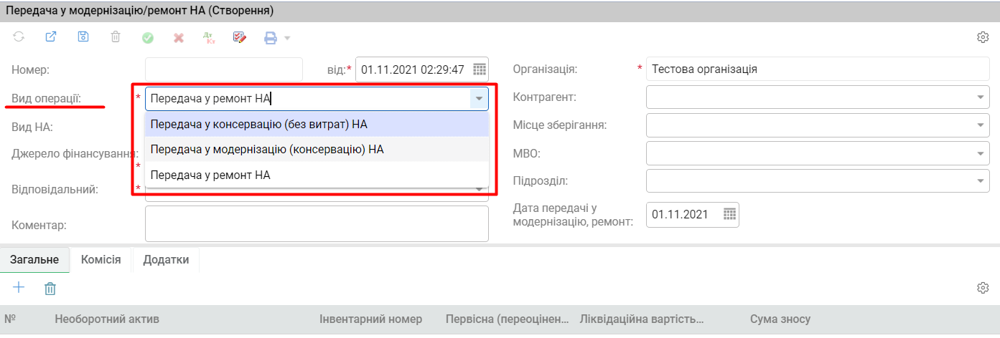 Передача у модернізацію/ремонт НА (Створення)
Дт Кт
Номер:
від:* 01.11.2021 02:29:47
Організація: * Тестова організація
Вид операції: * Передача у ремонт НА
Контрагент:
Передача у консервацію (без витрат) НА
Вид НА:
Місце зберігання:
Передача у модернізацію (консервацію) НА
Джерело фінансування:
*
МВО:
Передача у ремонт НА
Підрозділ:
Відповідальний: *
Дата передачі у
модернізацію, ремонт: 01.11.2021
Коментар:
Загальне Комісія Додатки
№ Необоротний актив Інвентарний номер Первісна (переоцінен... Ліквідаційна вартість... Сума зносу